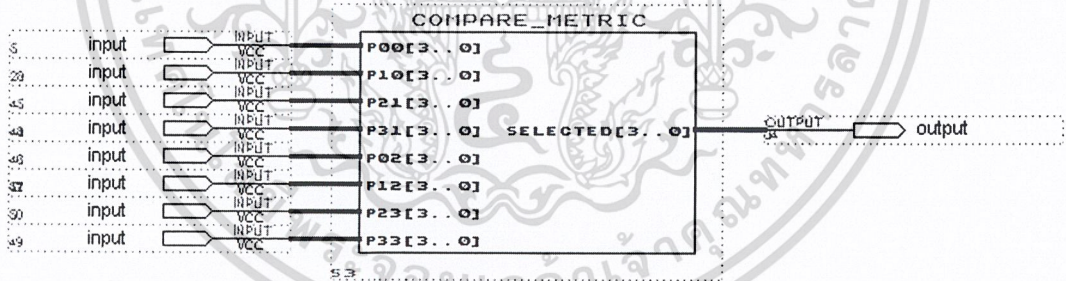 COMPARE_METRIC
input INPUT VCC P00[3..0]
input INPUT VCC P10[3..0]
input INPUT VCC P21[3..0]
input INPUT VCC P31[3..0] SELECTED[3..0] OUTPUT output
input INPUT VCC P02[3..0]
input INPUT VCC P12[3..0]
input INPUT VCC P23[3..0]
input INPUT VCC P33[3..0]
53